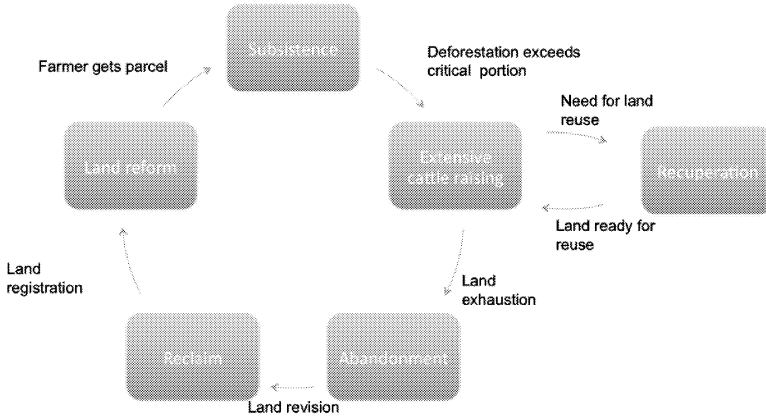 Subsistence
Farmer gets parcel
Deforestation exceeds
critical portion
Need for land
reuse
Land reform
Extensive
cattle raising
Recuperation
Land ready for
reuse
Land
registration
Land
exhaustion
Reclaim
Abandonment
Land revision